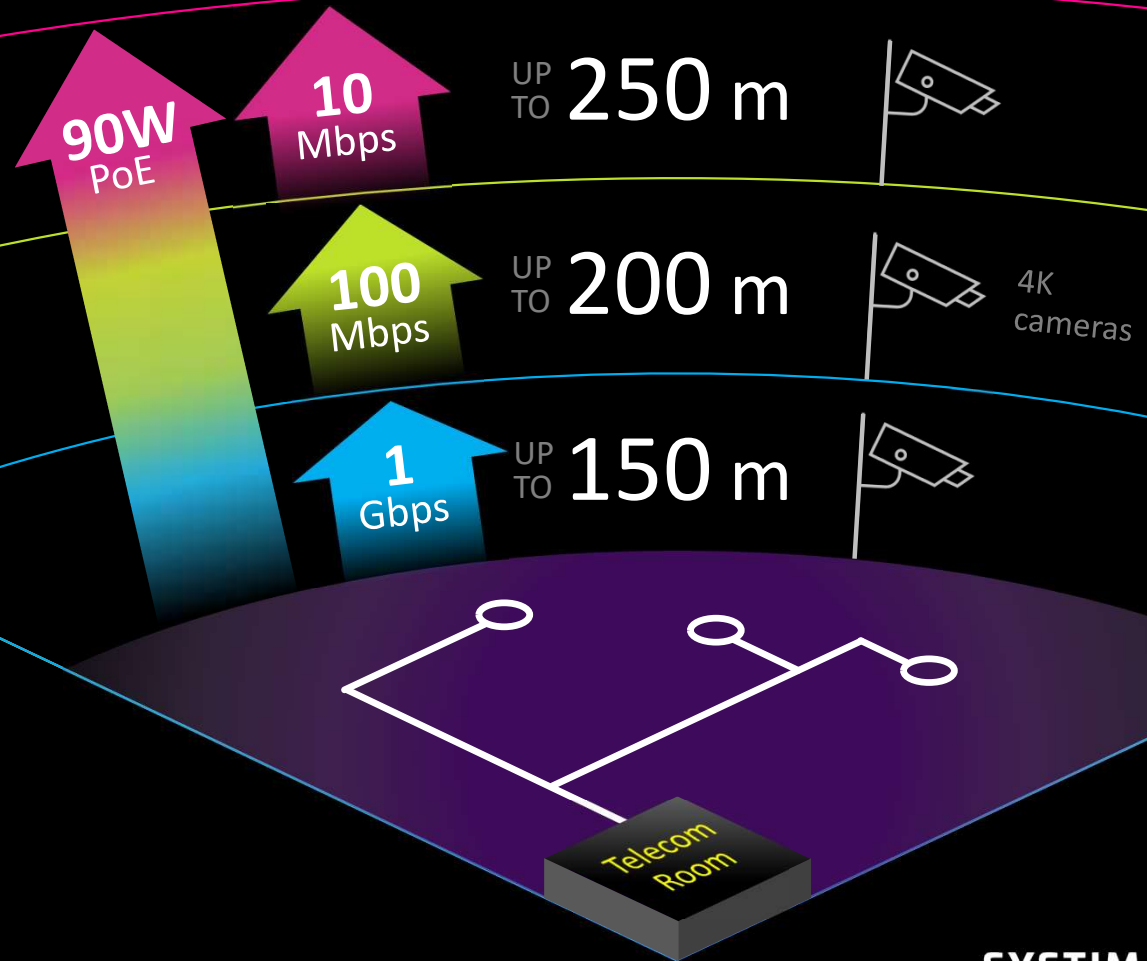 90W
PoE
10
Mbps
UP
TO
250 m
100
Mbps
UP
TO
200 m
4K
cameras
1
Gbps
UP
TO
150 m
Telecom
Room